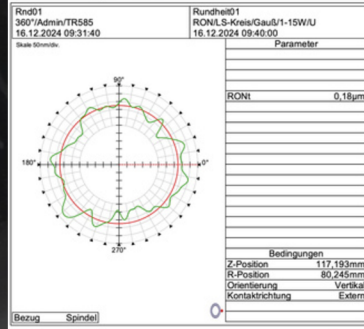 Rnd01
360°/Admin/TR585
16.12.2024 09:31:40
Rundheit01
RON/LS-Kreis/Gauß/1-15W/U
16.12.2024 09:40:00
Skale 50nm/div.
Parameter
RONt 0,18µm
90°
180°
0°
270°
Bedingungen
Z-Position 117,193mm
R-Position 80,245mm
Orientierung Vertikal
Kontaktrichtung Extern
Bezug Spindel